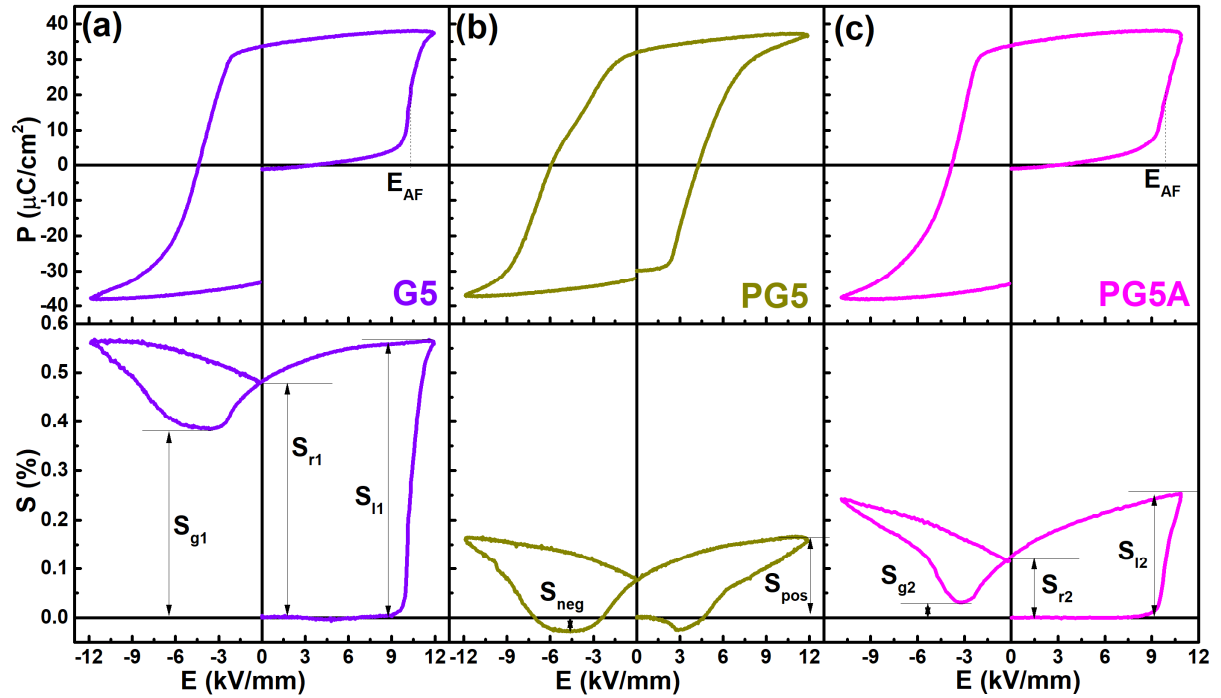 (a) (b) (c)
40
30
20
10
0
-10
-20
-30
-40
P (μC/cm²)
E_AF
E_AF
G5
PG5
PG5A
0.6
0.5
0.4
0.3
0.2
0.1
0.0
S (%)
S_g1
S_r1
S_l1
S_neg
S_pos
S_g2
S_r2
S_l2
-12 -9 -6 -3 0 3 6 9 12 -9 -6 -3 0 3 6 9 -12 -9 -6 -3 0 3 6 9 12
E (kV/mm) E (kV/mm) E (kV/mm)